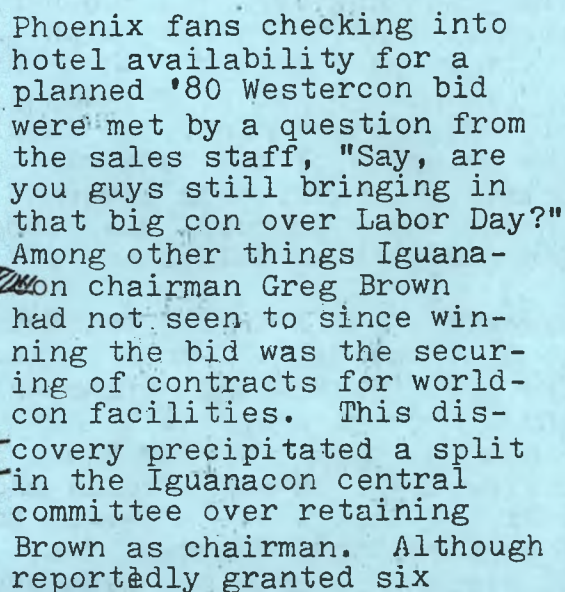 Phoenix fans checking into
hotel availability for a
planned '80 Westercon bid
were met by a question from
the sales staff, "Say, are
you guys still bringing in
that big con over Labor Day?"
Among other things Iguana-
on chairman Greg Brown
had not seen to since win-
ning the bid was the secur-
ing of contracts for world-
con facilities.  This dis-
covery precipitated a split
in the Iguanacon central
committee over retaining
Brown as chairman.  Although
reportedly granted six